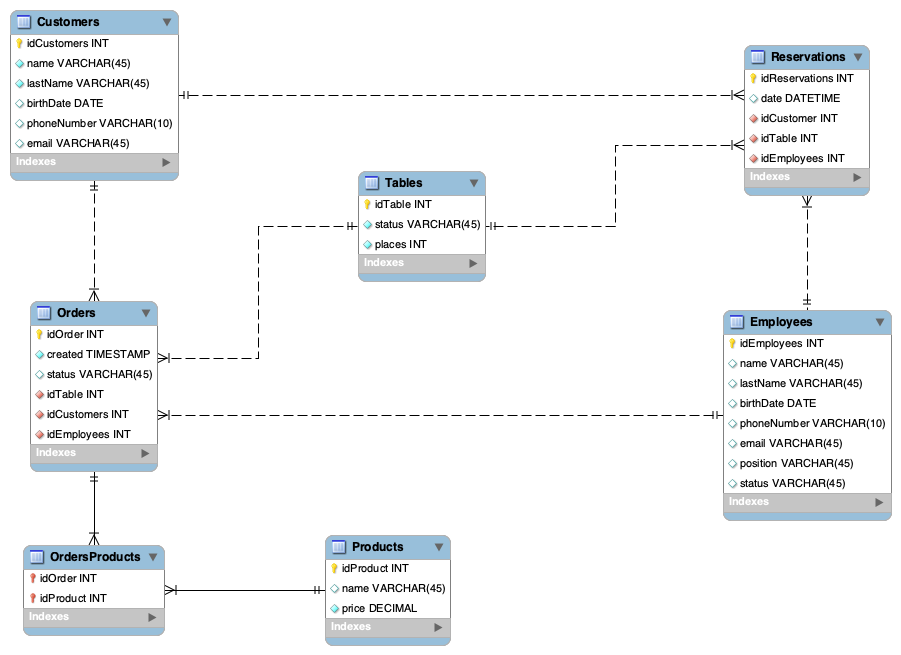 Customers
idCustomers INT
name VARCHAR(45)
lastName VARCHAR(45)
birthDate DATE
phoneNumber VARCHAR(10)
email VARCHAR(45)
Indexes
Reservations
idReservations INT
date DATETIME
idCustomer INT
idTable INT
idEmployees INT
Indexes
Tables
idTable INT
status VARCHAR(45)
places INT
Indexes
Orders
idOrder INT
created TIMESTAMP
status VARCHAR(45)
idTable INT
idCustomers INT
idEmployees INT
Indexes
Employees
idEmployees INT
name VARCHAR(45)
lastName VARCHAR(45)
birthDate DATE
phoneNumber VARCHAR(10)
email VARCHAR(45)
position VARCHAR(45)
status VARCHAR(45)
Indexes
OrdersProducts
idOrder INT
idProduct INT
Indexes
Products
idProduct INT
name VARCHAR(45)
price DECIMAL
Indexes